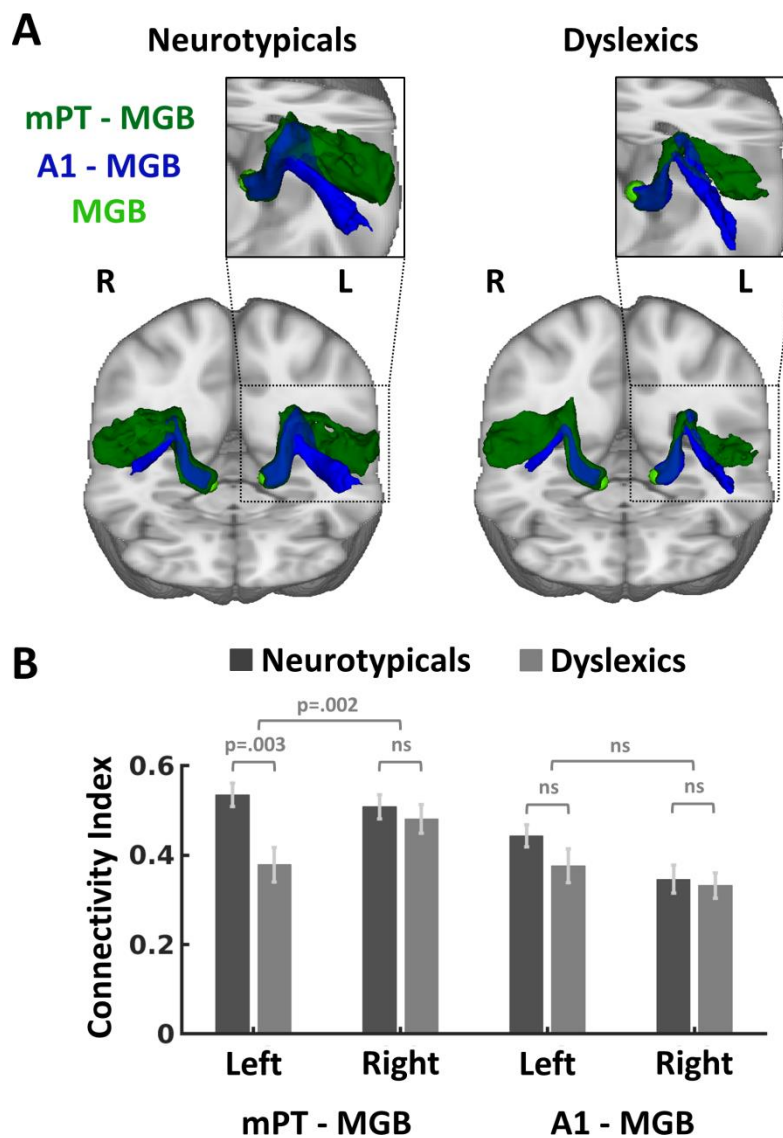 A
Neurotypicals Dyslexics
mPT - MGB
A1 - MGB
MGB
R L R L
B
Neurotypicals Dyslexics
p=.002
p=.003 ns ns ns ns
0.6
0.4
0.2
0
Connectivity Index
Left Right Left Right
mPT - MGB A1 - MGB